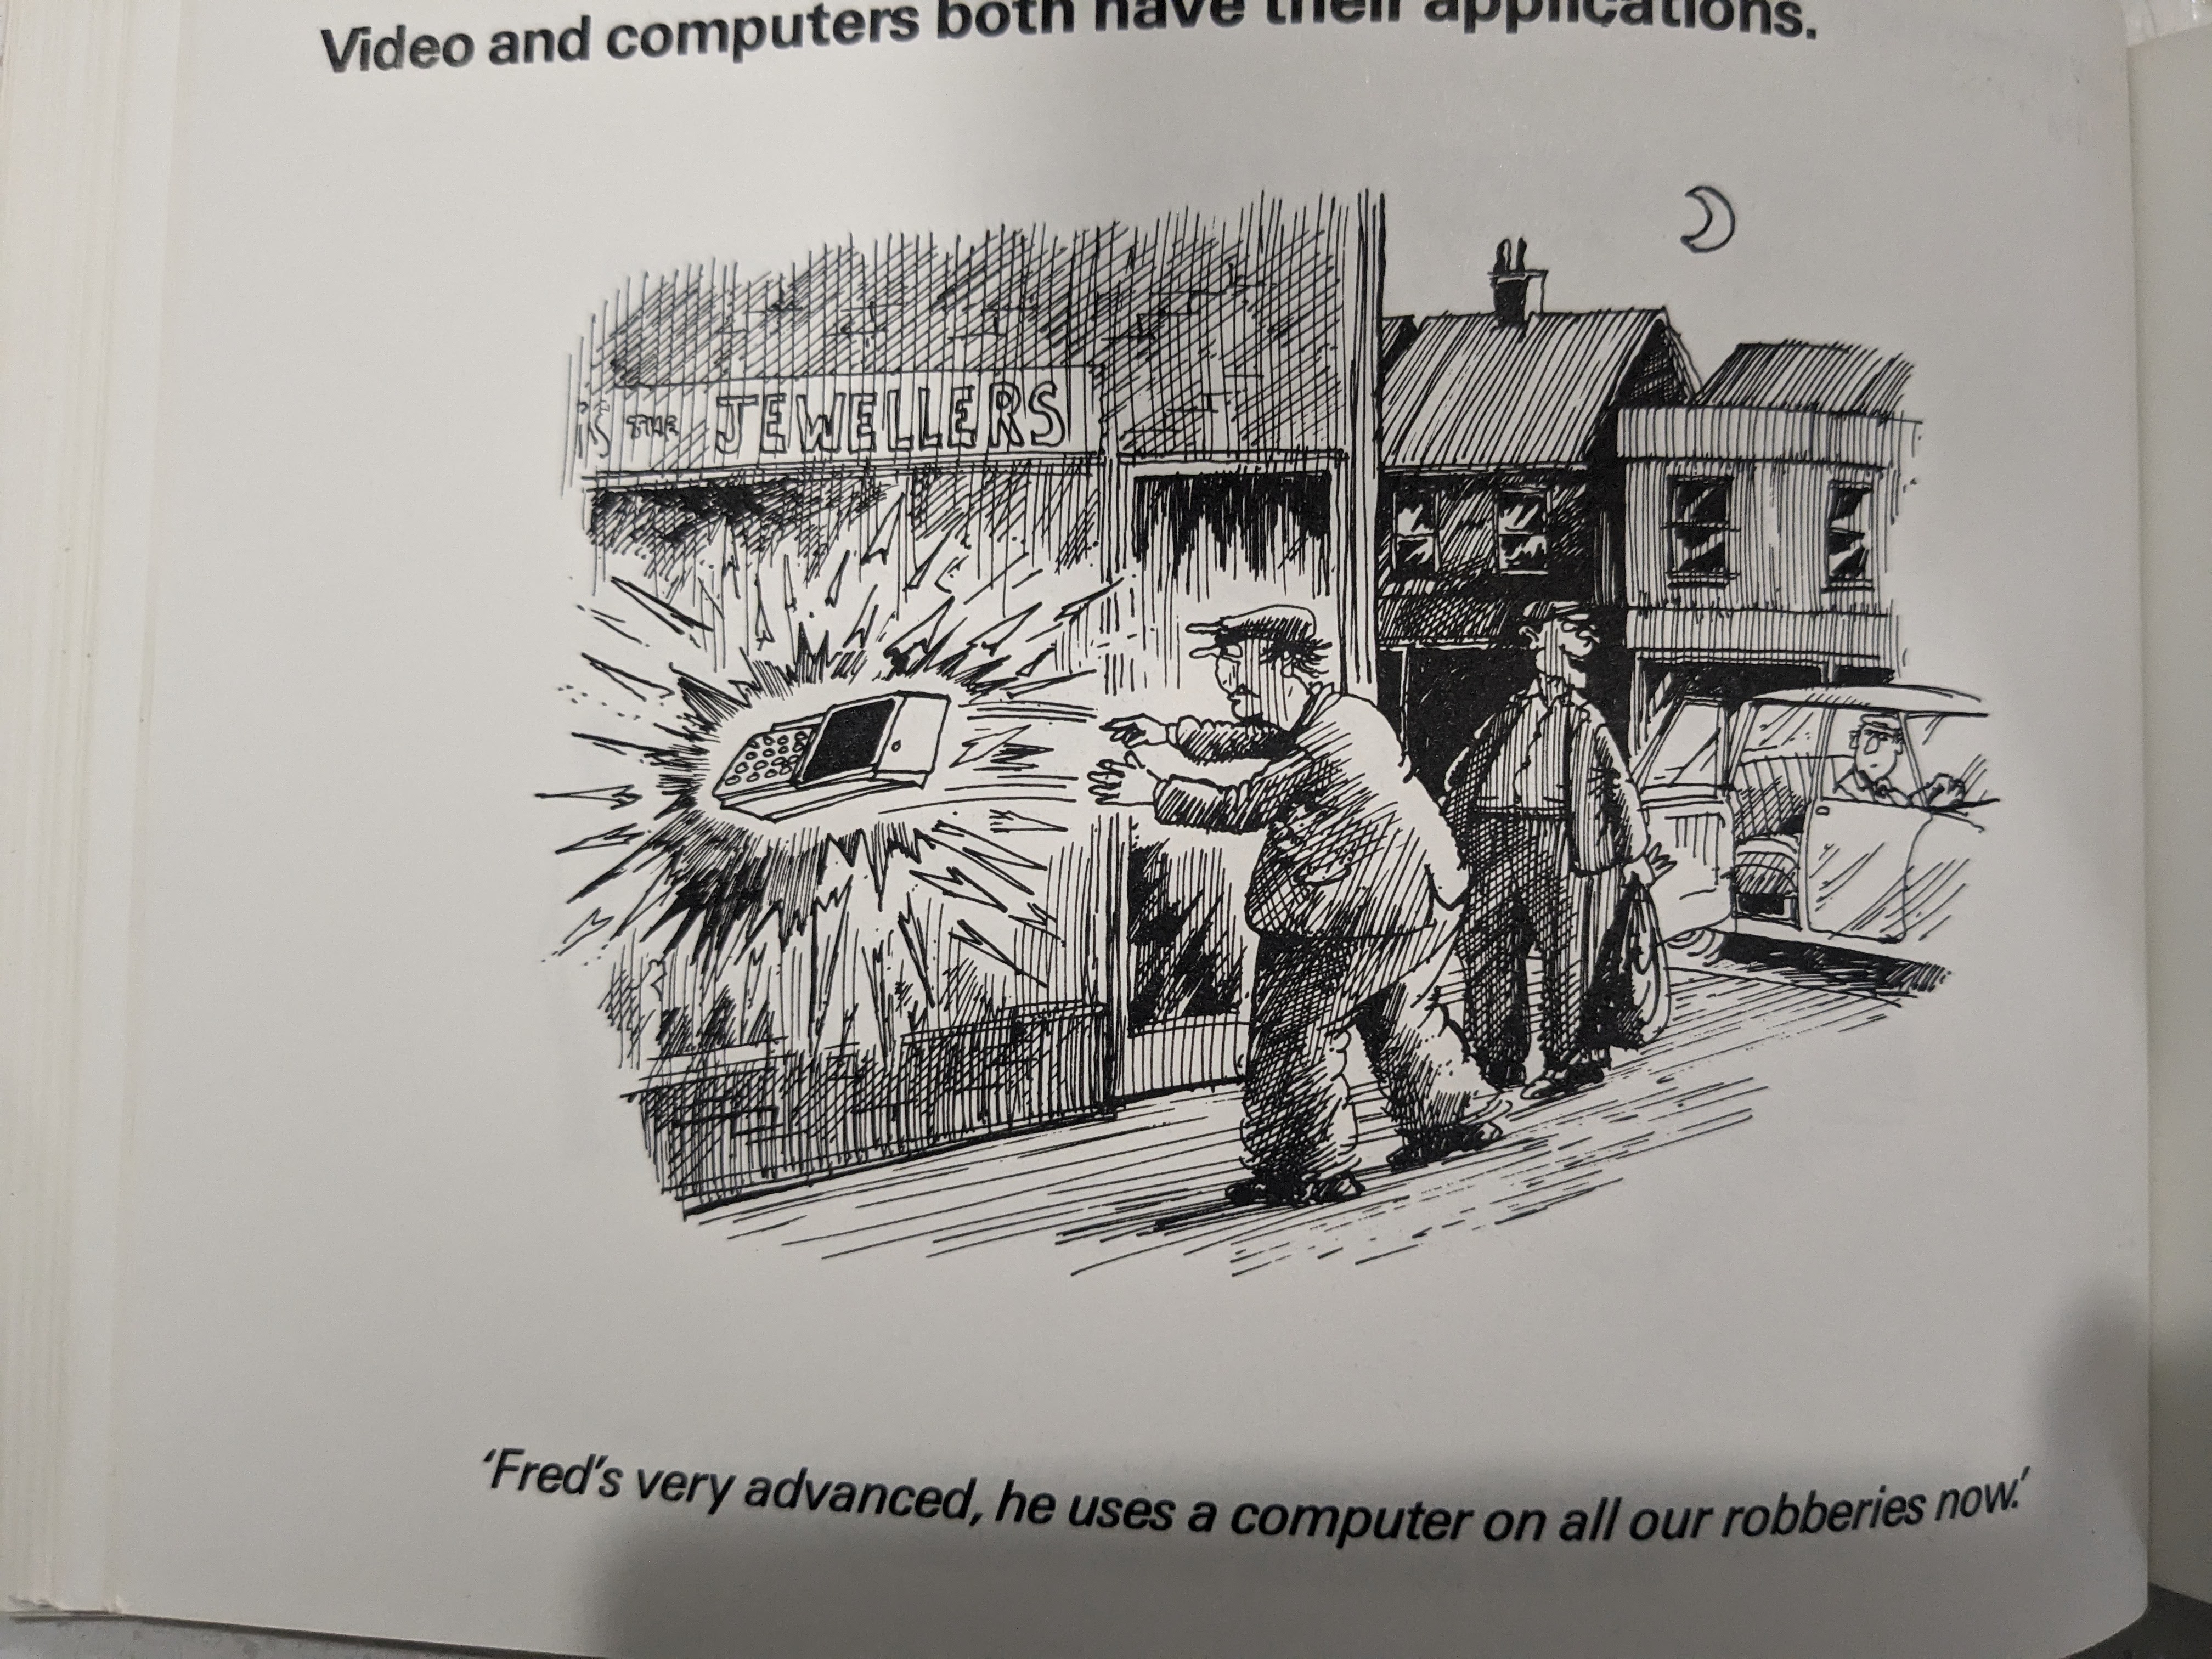 Video and computers both have their applications.
JEWELLERS
'Fred's very advanced, he uses a computer on all our robberies now.'